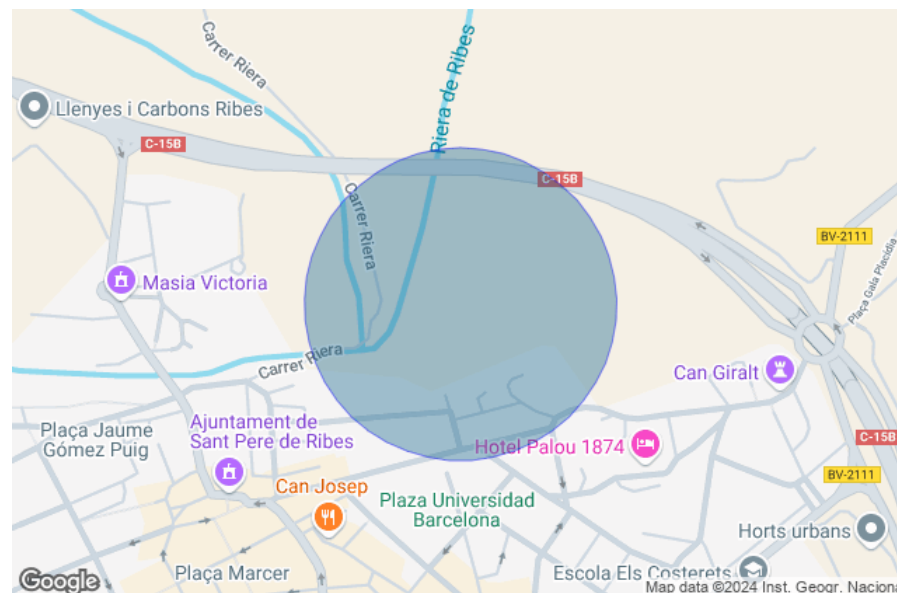 Carrer Riera
Riera de Ribes
Llenyes i Carbons Ribes
C-15B
C-15B
Carrer Riera
BV-2111
Plaça Gala Placidia
Masia Victoria
Carrer Riera
Can Giralt
Ajuntament de
Sant Pere de Ribes
Plaça Jaume
Gómez Puig
Hotel Palou 1874
C-15B
BV-2111
Can Josep
Plaza Universidad
Barcelona
Horts urbans
Plaça Marcer
Escola Els Costerets
Google
Map data ©2024 Inst. Geogr. Naciona